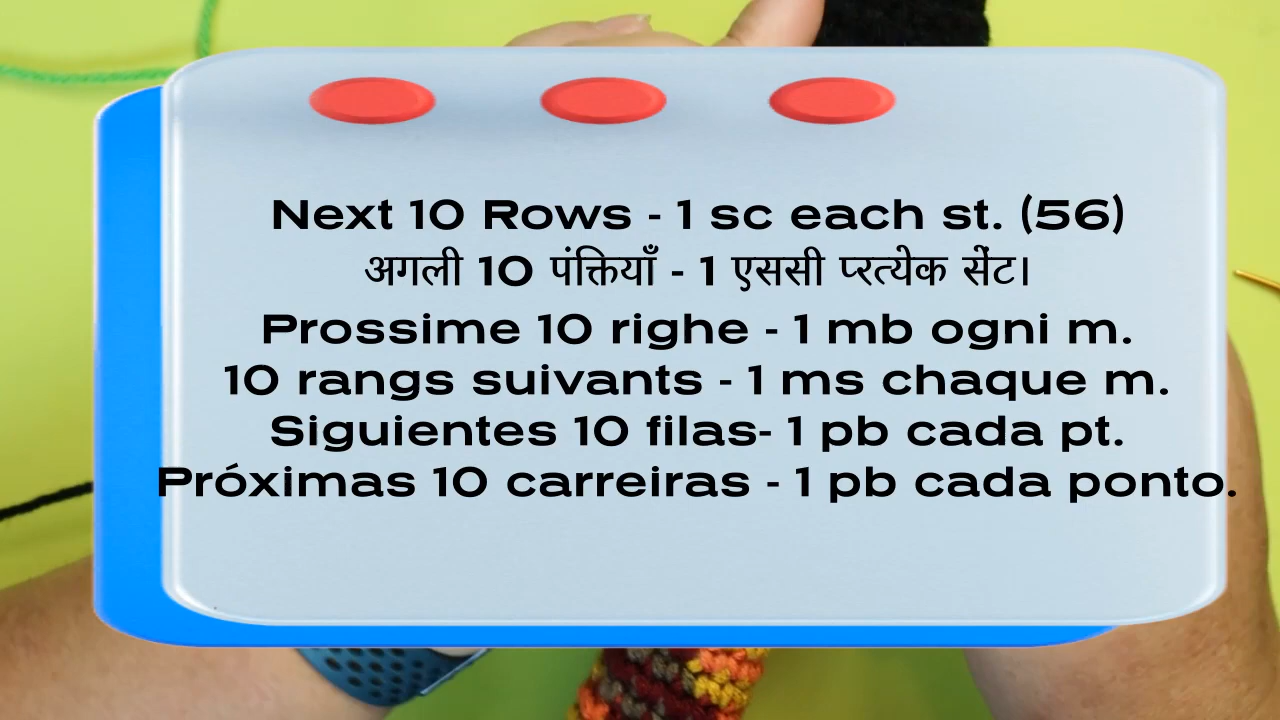 Next 10 Rows - 1 sc each st. (56)
अगली 10 पंक्तियाँ - 1 एससी प्रत्येक सेंट।
Prossime 10 righe - 1 mb ogni m.
10 rangs suivants - 1 ms chaque m.
Siguientes 10 filas- 1 pb cada pt.
Próximas 10 carreiras - 1 pb cada ponto.